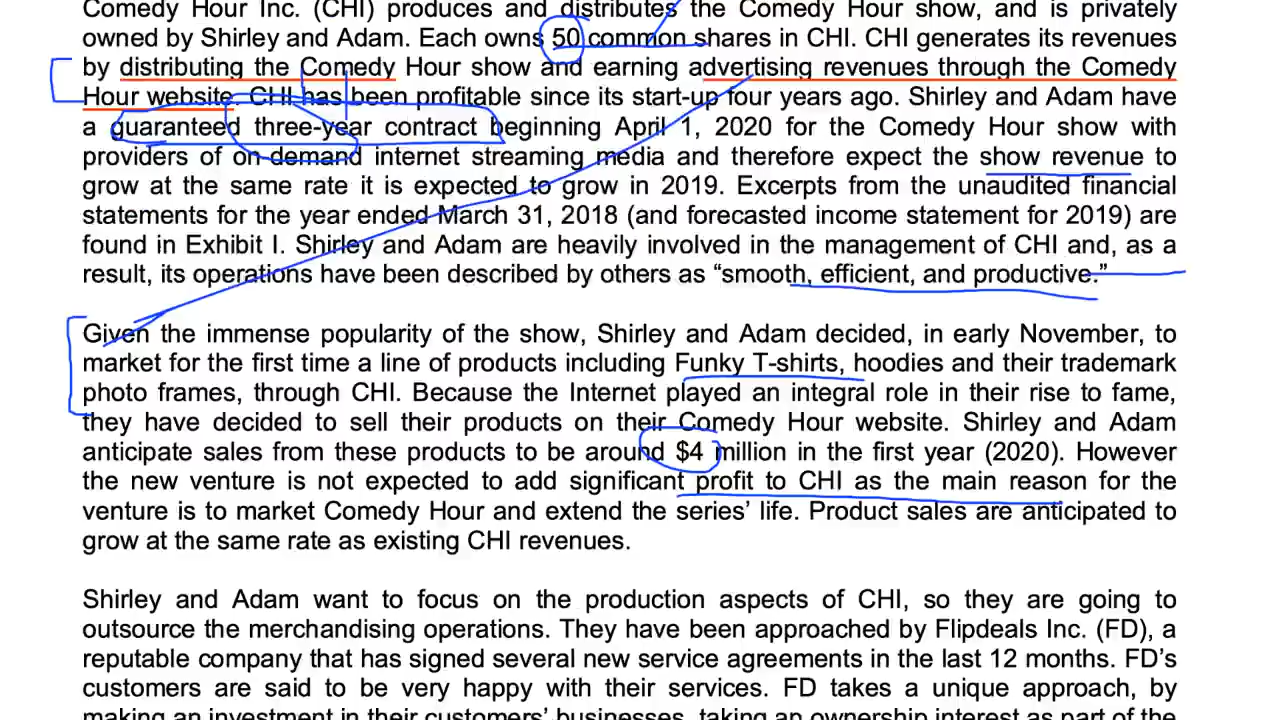 Comedy Hour Inc. (CHI) produces and distributes the Comedy Hour show, and is privately
owned by Shirley and Adam. Each owns 50 common shares in CHI. CHI generates its revenues
by distributing the Comedy Hour show and earning advertising revenues through the Comedy
Hour website. CHI has been profitable since its start-up four years ago. Shirley and Adam have
a guaranteed three-year contract beginning April 1, 2020 for the Comedy Hour show with
providers of on demand internet streaming media and therefore expect the show revenue to
grow at the same rate it is expected to grow in 2019. Excerpts from the unaudited financial
statements for the year ended March 31, 2018 (and forecasted income statement for 2019) are
found in Exhibit I. Shirley and Adam are heavily involved in the management of CHI and, as a
result, its operations have been described by others as “smooth, efficient, and productive.”
Given the immense popularity of the show, Shirley and Adam decided, in early November, to
market for the first time a line of products including Funky T-shirts, hoodies and their trademark
photo frames, through CHI. Because the Internet played an integral role in their rise to fame,
they have decided to sell their products on their Comedy Hour website. Shirley and Adam
anticipate sales from these products to be around $4 million in the first year (2020). However
the new venture is not expected to add significant profit to CHI as the main reason for the
venture is to market Comedy Hour and extend the series’ life. Product sales are anticipated to
grow at the same rate as existing CHI revenues.
Shirley and Adam want to focus on the production aspects of CHI, so they are going to
outsource the merchandising operations. They have been approached by Flipdeals Inc. (FD), a
reputable company that has signed several new service agreements in the last 12 months. FD’s
customers are said to be very happy with their services. FD takes a unique approach, by
making an investment in their customers’ businesses, taking an ownership interest as part of the